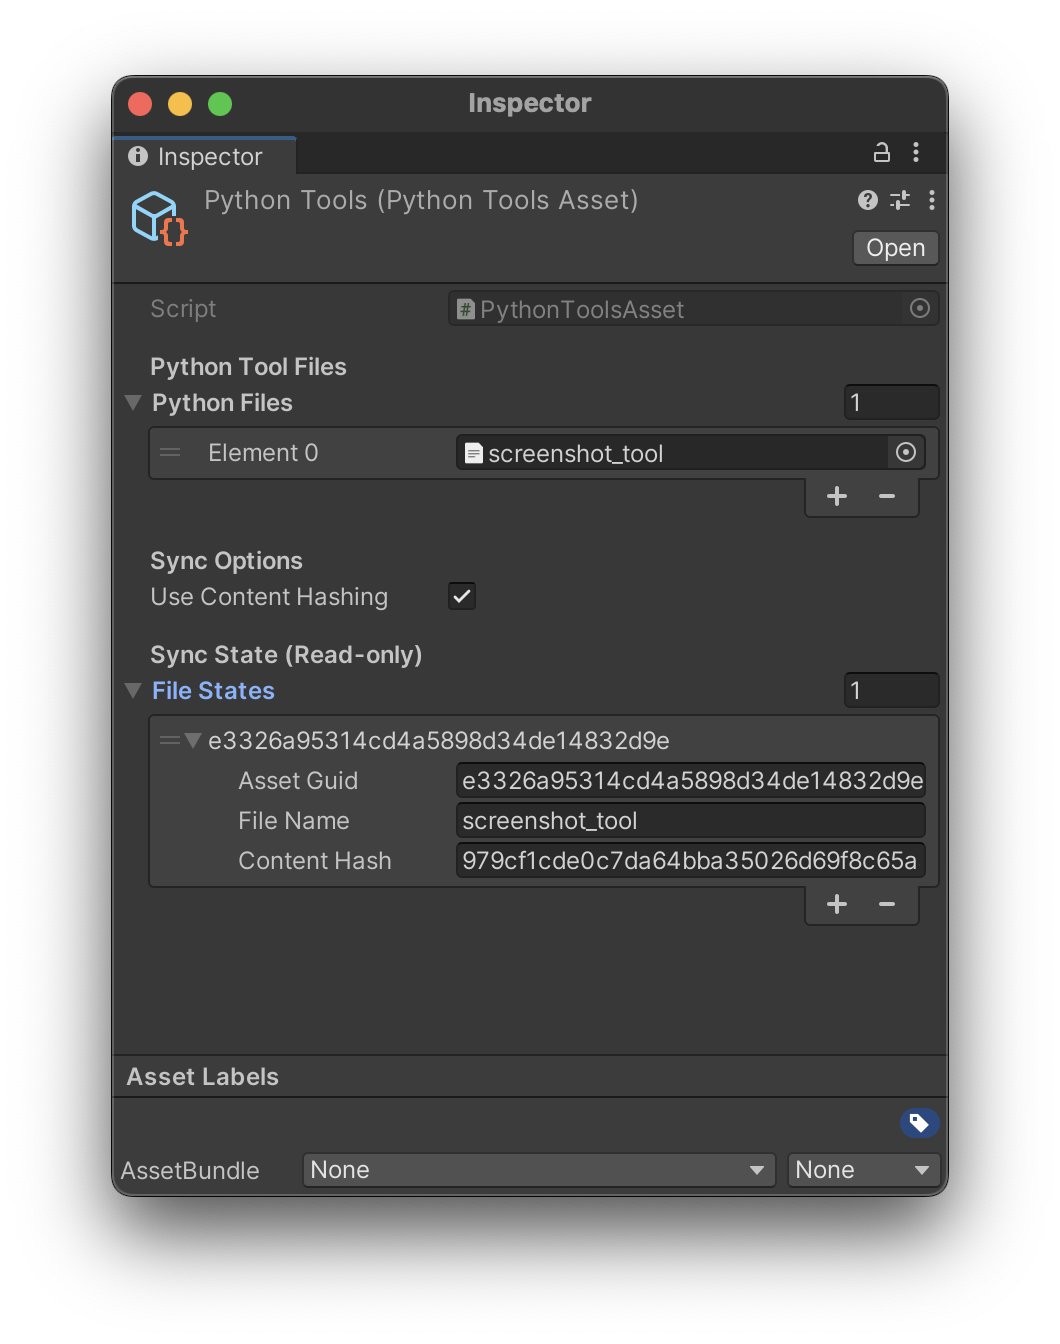 Inspector
Inspector
Python Tools (Python Tools Asset)
Open
Script # PythonToolsAsset
Python Tool Files
Python Files 1
Element 0 screenshot_tool
Sync Options
Use Content Hashing
Sync State (Read-only)
File States 1
e3326a95314cd4a5898d34de14832d9e
Asset Guid e3326a95314cd4a5898d34de14832d9e
File Name screenshot_tool
Content Hash 979cf1cde0c7da64bba35026d69f8c65a
Asset Labels
AssetBundle None None